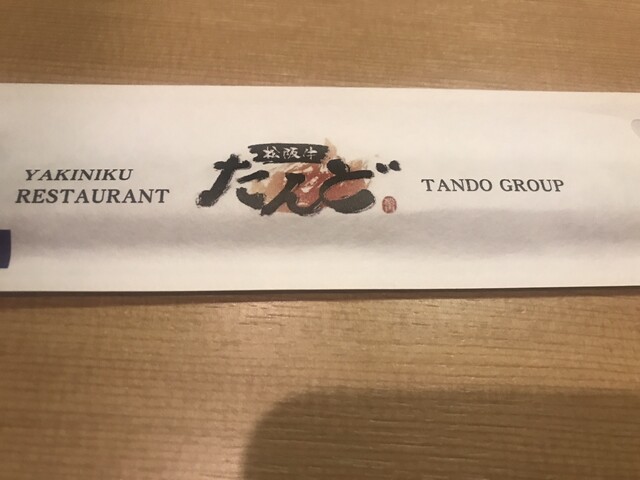 YAKINIKU
RESTAURANT
松阪牛
たんど
TANDO GROUP